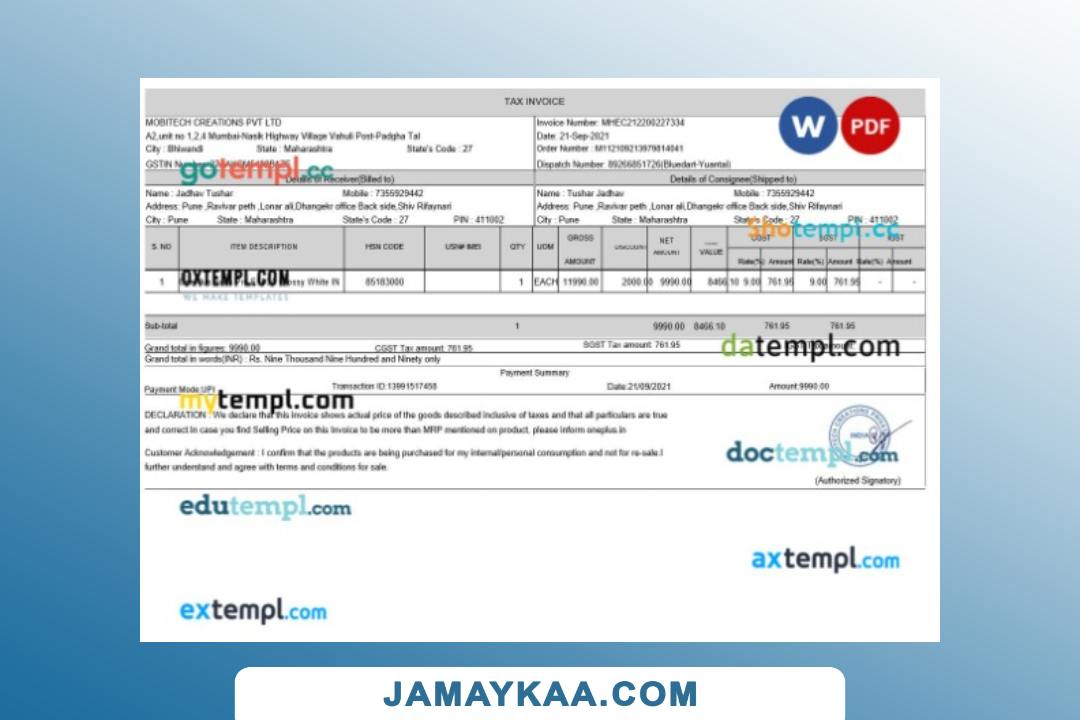 TAX INVOICE
MOBITECH CREATIONS PVT LTD
Invoice Number: MHEC212200227334
W
PDF
A2,unit no 1,2,4 Mumbai-Nasik Highway Village Vahuli Post-Padgha Tal
Date: 21-Sep-2021
City : Bhiwandi State : Maharashtra State's Code : 27
Order Number : M1121092139798140​41
GSTIN
gotempl.cc
Dispatch Number: 89266851726(Bluedart-Yuantai)
Details of Receiver(Billed to) Details of Consignee(Shipped to)
Name : Jadhav Tushar Mobile : 7355929442 Name : Tushar Jadhav Mobile : 7355929442
Address: Pune ,Ravivar peth ,Lonar ali,Dhangekr office Back side,Shiv Rifaynari Address: Pune ,Ravivar peth ,Lonar ali,Dhangekr office Back side,Shiv Rifaynari
City : Pune State : Maharashtra State's Code : 27 PIN : 411002 City : Pune State : Maharashtra State's Code : 27 PIN : 411002
Shotempl.cc
S. NO ITEM DESCRIPTION HSN CODE QTY UOM GROSS AMOUNT DISCOUNT NET AMOUNT VALUE CGST SGST IGST
Rate(%) Amount Rate(%) Amount Rate(%) Amount
1 White IN 85183000 1 EACH 11990.00 2000.00 9990.00 8466.10 9.00 761.95 9.00 761.95 - -
OXTEMPL.COM
WE MAKE TEMPLATES
Sub-total 1 9990.00 8466.10 761.95 761.95
Grand total in figures: 9990.00 CGST Tax amount: 761.95 SGST Tax amount: 761.95
datempl.com
Grand total in words(INR) : Rs. Nine Thousand Nine Hundred and Ninety only
Payment Summary
Payment Mode:UPI Transaction ID:13991517458 Date:21/09/2021 Amount:9990.00
mytempl.com
DECLARATION : We declare that this Invoice shows actual price of the goods described inclusive of taxes and that all particulars are true
and correct.In case you find Selling Price on this Invoice to be more than MRP mentioned on product, please inform oneplus.in
Customer Acknowledgement : I confirm that the products are being purchased for my internal/personal consumption and not for re-sale.I
further understand and agree with terms and conditions for sale.
INDIA
doctempl.com
(Authorized Signatory)
edutempl.com
axtempl.com
extempl.com
JAMAYKAA.COM